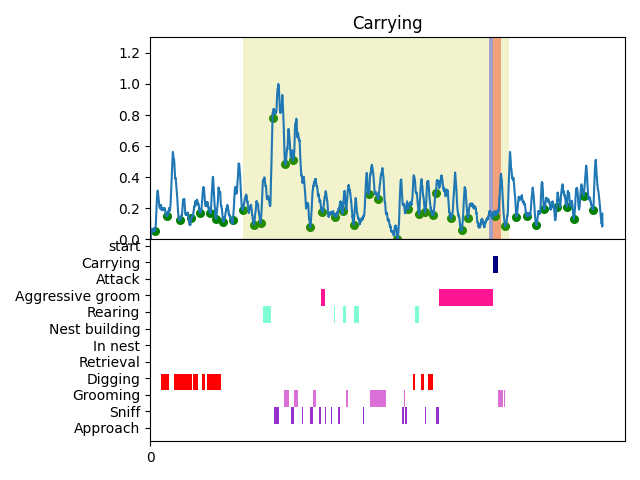 Carrying
1.2
1.0
0.8
0.6
0.4
0.2
0.0
start
Carrying
Attack
Aggressive groom
Rearing
Nest building
In nest
Retrieval
Digging
Grooming
Sniff
Approach
0